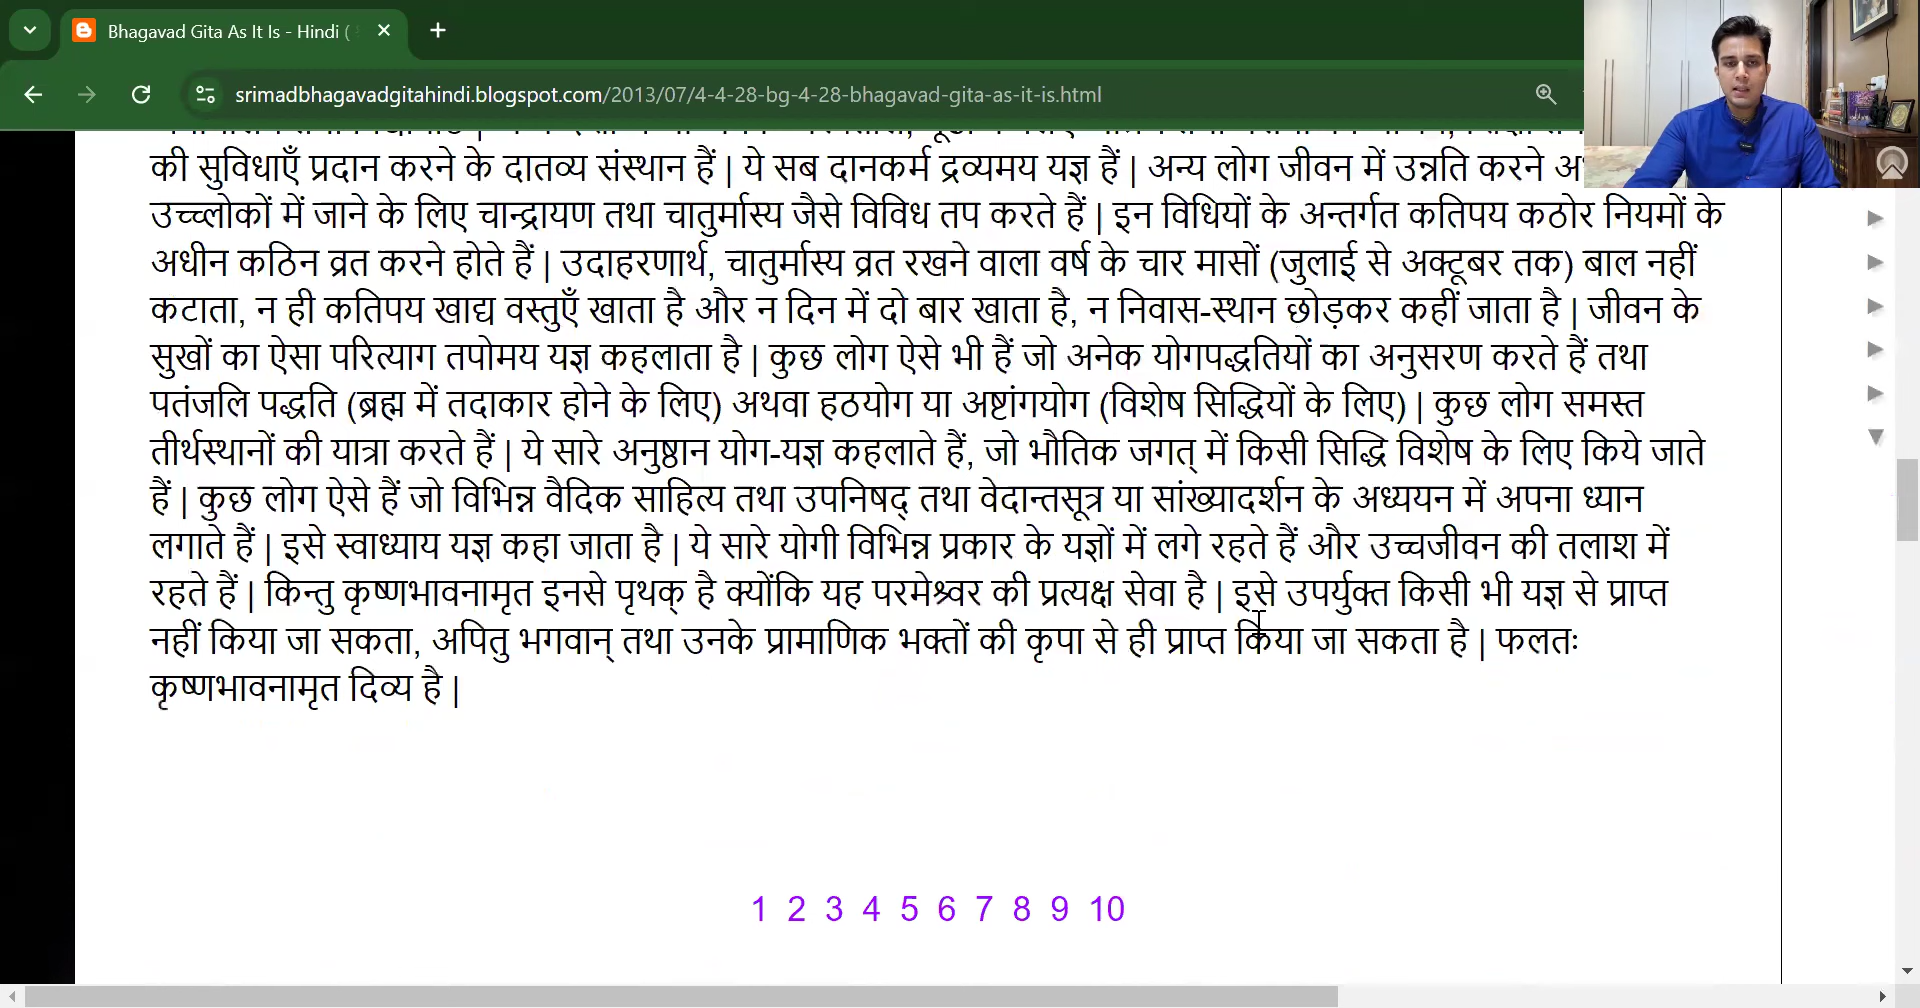 Bhagavad Gita As It Is - Hindi (
srimadbhagavadgitahindi.blogspot.com/2013/07/4-4-28-bg-4-28-bhagavad-gita-as-it-is.html
की सुविधाएँ प्रदान करने के दातव्य संस्थान हैं | ये सब दानकर्म द्रव्यमय यज्ञ हैं | अन्य लोग जीवन में उन्नति करने
उच्च्लोकों में जाने के लिए चान्द्रायण तथा चातुर्मास्य जैसे विविध तप करते हैं | इन विधियों के अन्तर्गत कतिपय कठोर नियमों के
अधीन कठिन व्रत करने होते हैं | उदाहरणार्थ, चातुर्मास्य व्रत रखने वाला वर्ष के चार मासों (जुलाई से अक्टूबर तक) बाल नहीं
कटाता, न ही कतिपय खाद्य वस्तुएँ खाता है और न दिन में दो बार खाता है, न निवास-स्थान छोड़कर कहीं जाता है | जीवन के
सुखों का ऐसा परित्याग तपोमय यज्ञ कहलाता है | कुछ लोग ऐसे भी हैं जो अनेक योगपद्धतियों का अनुसरण करते हैं तथा
पतंजलि पद्धति (ब्रह्म में तदाकार होने के लिए) अथवा हठयोग या अष्टांगयोग (विशेष सिद्धियों के लिए) | कुछ लोग समस्त
तीर्थस्थानों की यात्रा करते हैं | ये सारे अनुष्ठान योग-यज्ञ कहलाते हैं, जो भौतिक जगत् में किसी सिद्धि विशेष के लिए किये जाते
हैं | कुछ लोग ऐसे हैं जो विभिन्न वैदिक साहित्य तथा उपनिषद् तथा वेदान्तसूत्र या सांख्यादर्शन के अध्ययन में अपना ध्यान
लगाते हैं | इसे स्वाध्याय यज्ञ कहा जाता है | ये सारे योगी विभिन्न प्रकार के यज्ञों में लगे रहते हैं और उच्चजीवन की तलाश में
रहते हैं | किन्तु कृष्णभावनामृत इनसे पृथक् है क्योंकि यह परमेश्र्वर की प्रत्यक्ष सेवा है | इसे उपर्युक्त किसी भी यज्ञ से प्राप्त
नहीं किया जा सकता, अपितु भगवान् तथा उनके प्रामाणिक भक्तों की कृपा से ही प्राप्त किया जा सकता है | फलतः
कृष्णभावनामृत दिव्य है |
1 2 3 4 5 6 7 8 9 10